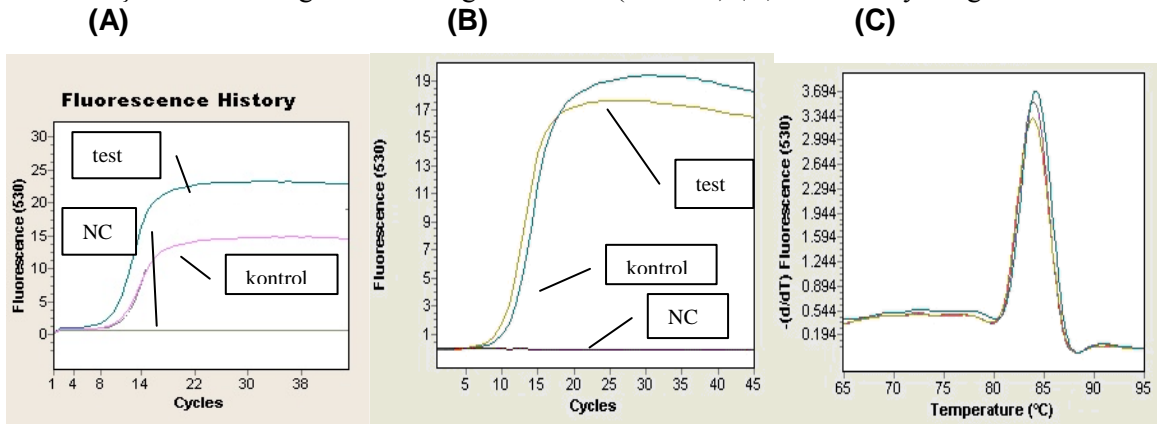 (A)
(B)
(C)
Fluorescence History
Fluorescence (530)
30
25
20
15
10
5
0
test
NC
kontrol
1 4 8 14 22 30 38
Cycles
Fluorescence (530)
19
17
15
13
11
9
7
5
3
1
test
kontrol
NC
5 10 15 20 25 30 35 40 45
Cycles
-(d/dT) Fluorescence (530)
3.694
3.344
2.994
2.644
2.294
1.944
1.594
1.244
0.894
0.544
0.194
65 70 75 80 85 90 95
Temperature (°C)